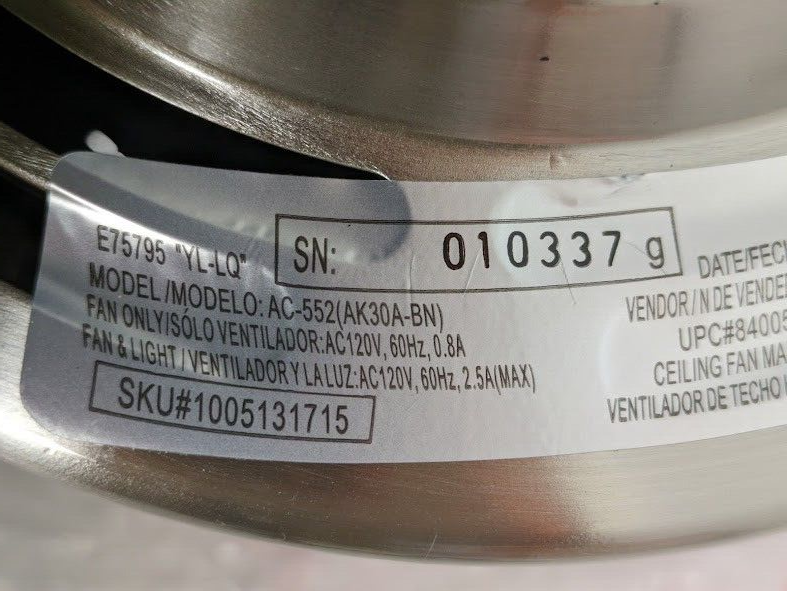 E75795 "YL-LQ"
SN: 010337 g
MODEL/MODELO: AC-552(AK30A-BN)
FAN ONLY/SÓLO VENTILADOR:AC120V, 60Hz, 0.8A
FAN & LIGHT / VENTILADOR Y LA LUZ:AC120V, 60Hz, 2.5A(MAX)
SKU#1005131715
DATE/FEC
VENDOR/N DE VENDE
UPC#84005
CEILING FAN MA
VENTILADOR DE TECHO